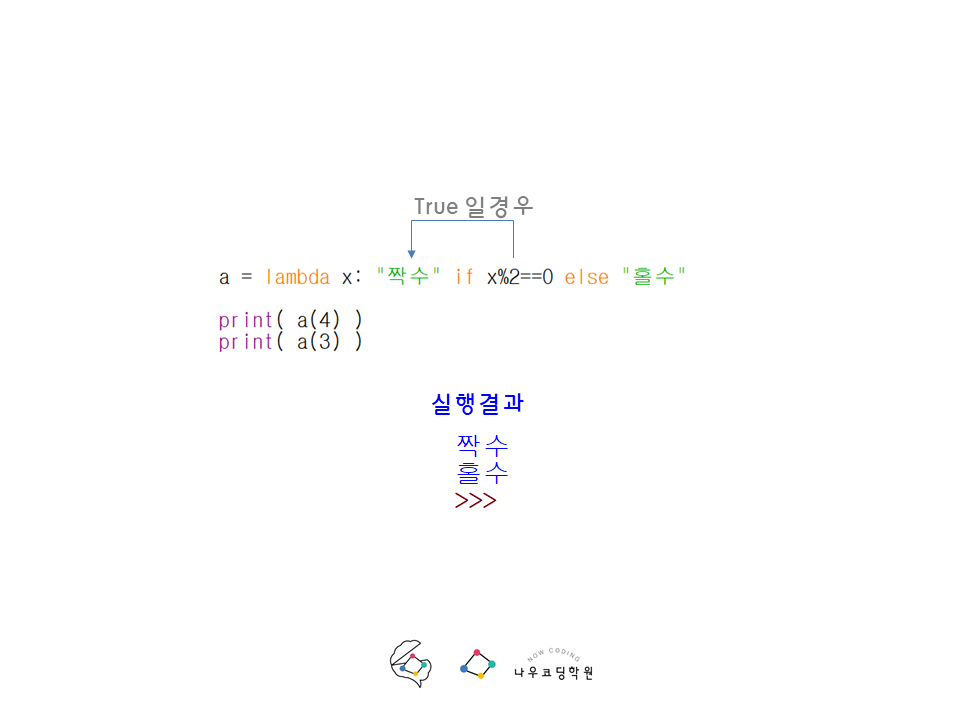 True 일경우
a = lambda x: "짝수" if x%2==0 else "홀수"
print( a(4) )
print( a(3) )
실행결과
짝수
홀수
>>>
NOW CODING
나우코딩학원